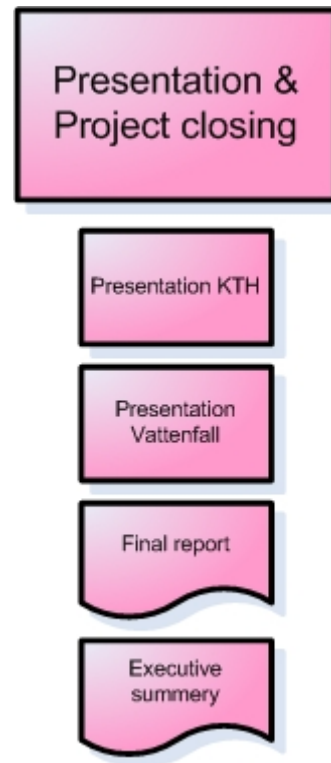 Presentation &
Project closing
Presentation KTH
Presentation
Vattenfall
Final report
Executive
summery